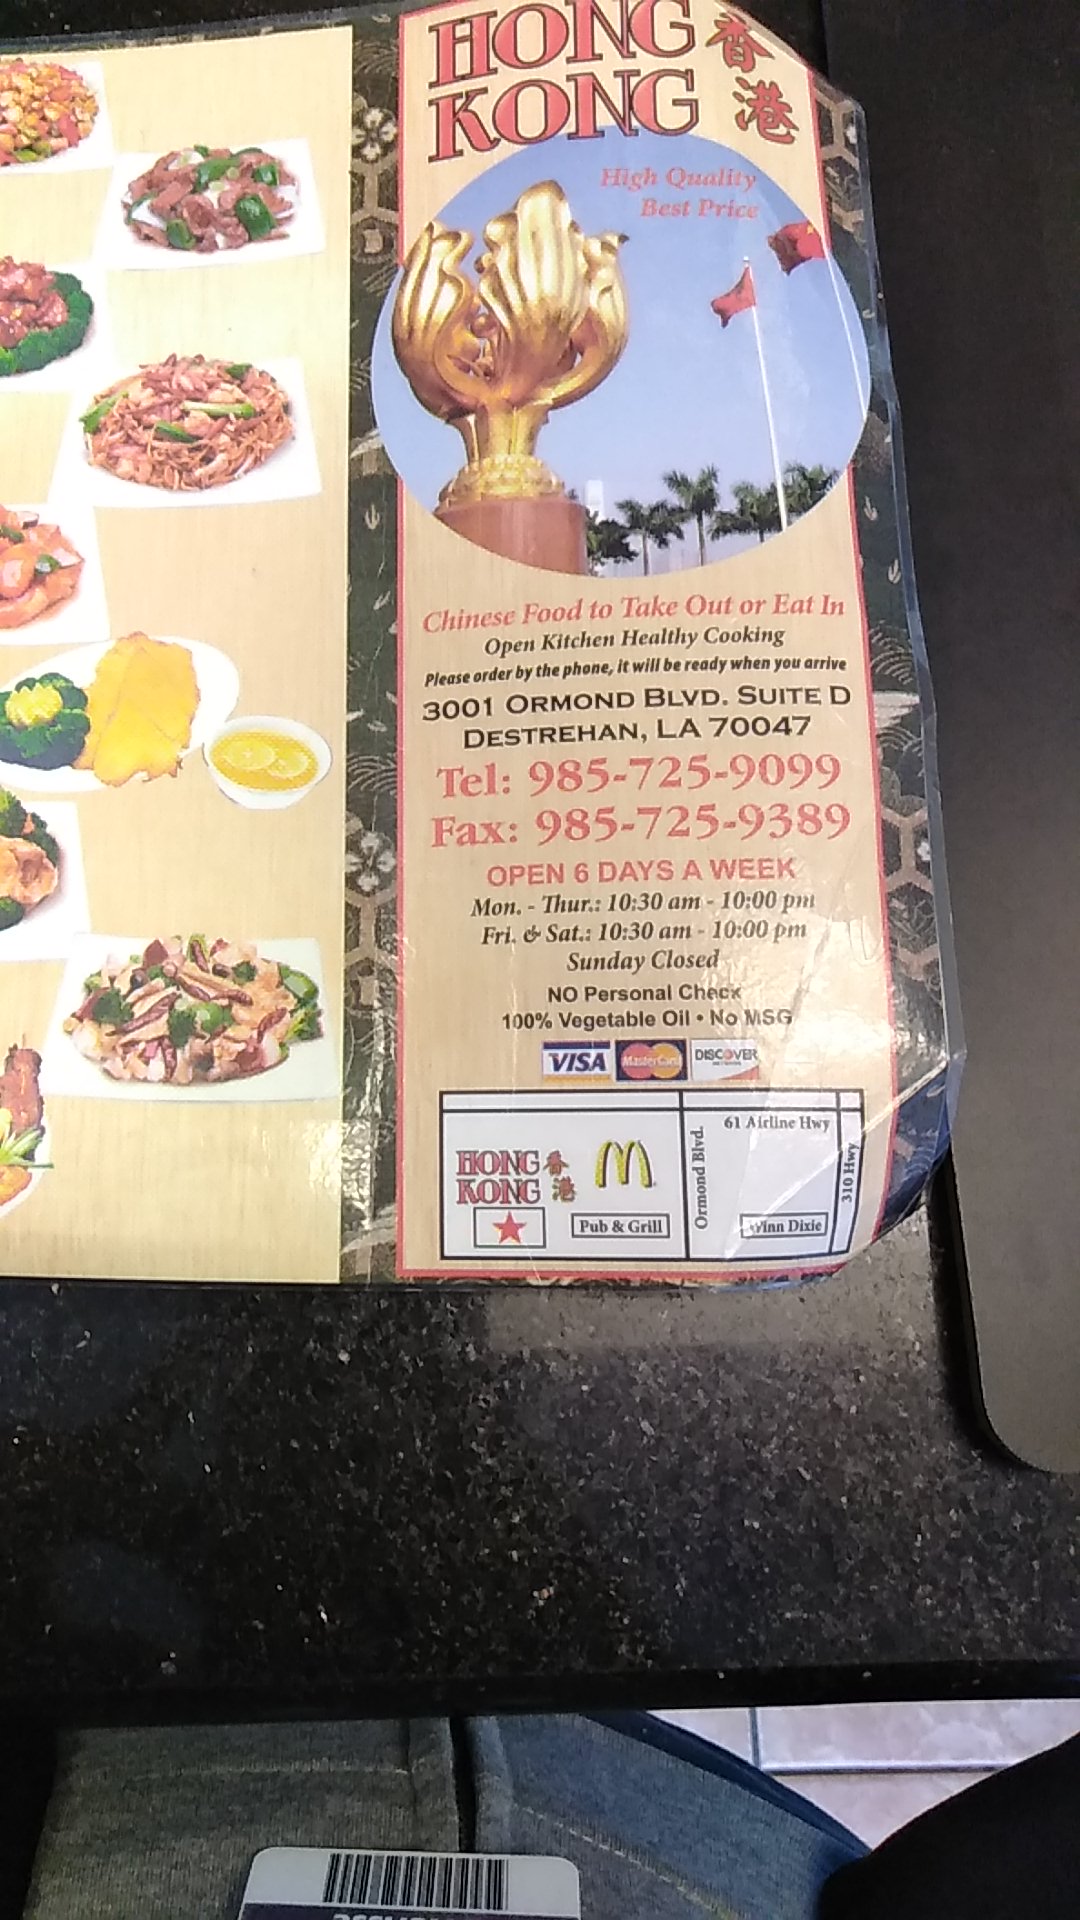 HONG
KONG
香港
High Quality
Best Price
Chinese Food to Take Out or Eat In
Open Kitchen Healthy Cooking
Please order by the phone, it will be ready when you arrive
3001 ORMOND BLVD. SUITE D
DESTREHAN, LA 70047
Tel: 985-725-9099
Fax: 985-725-9389
OPEN 6 DAYS A WEEK
Mon. - Thur.: 10:30 am - 10:00 pm
Fri. & Sat.: 10:30 am - 10:00 pm
Sunday Closed
NO Personal Check
100% Vegetable Oil • No MSG
VISA MasterCard DISCOVER
61 Airline Hwy
Ormond Blvd.
310 Hwy
HONG
KONG
香港
M
Pub & Grill
Winn Dixie